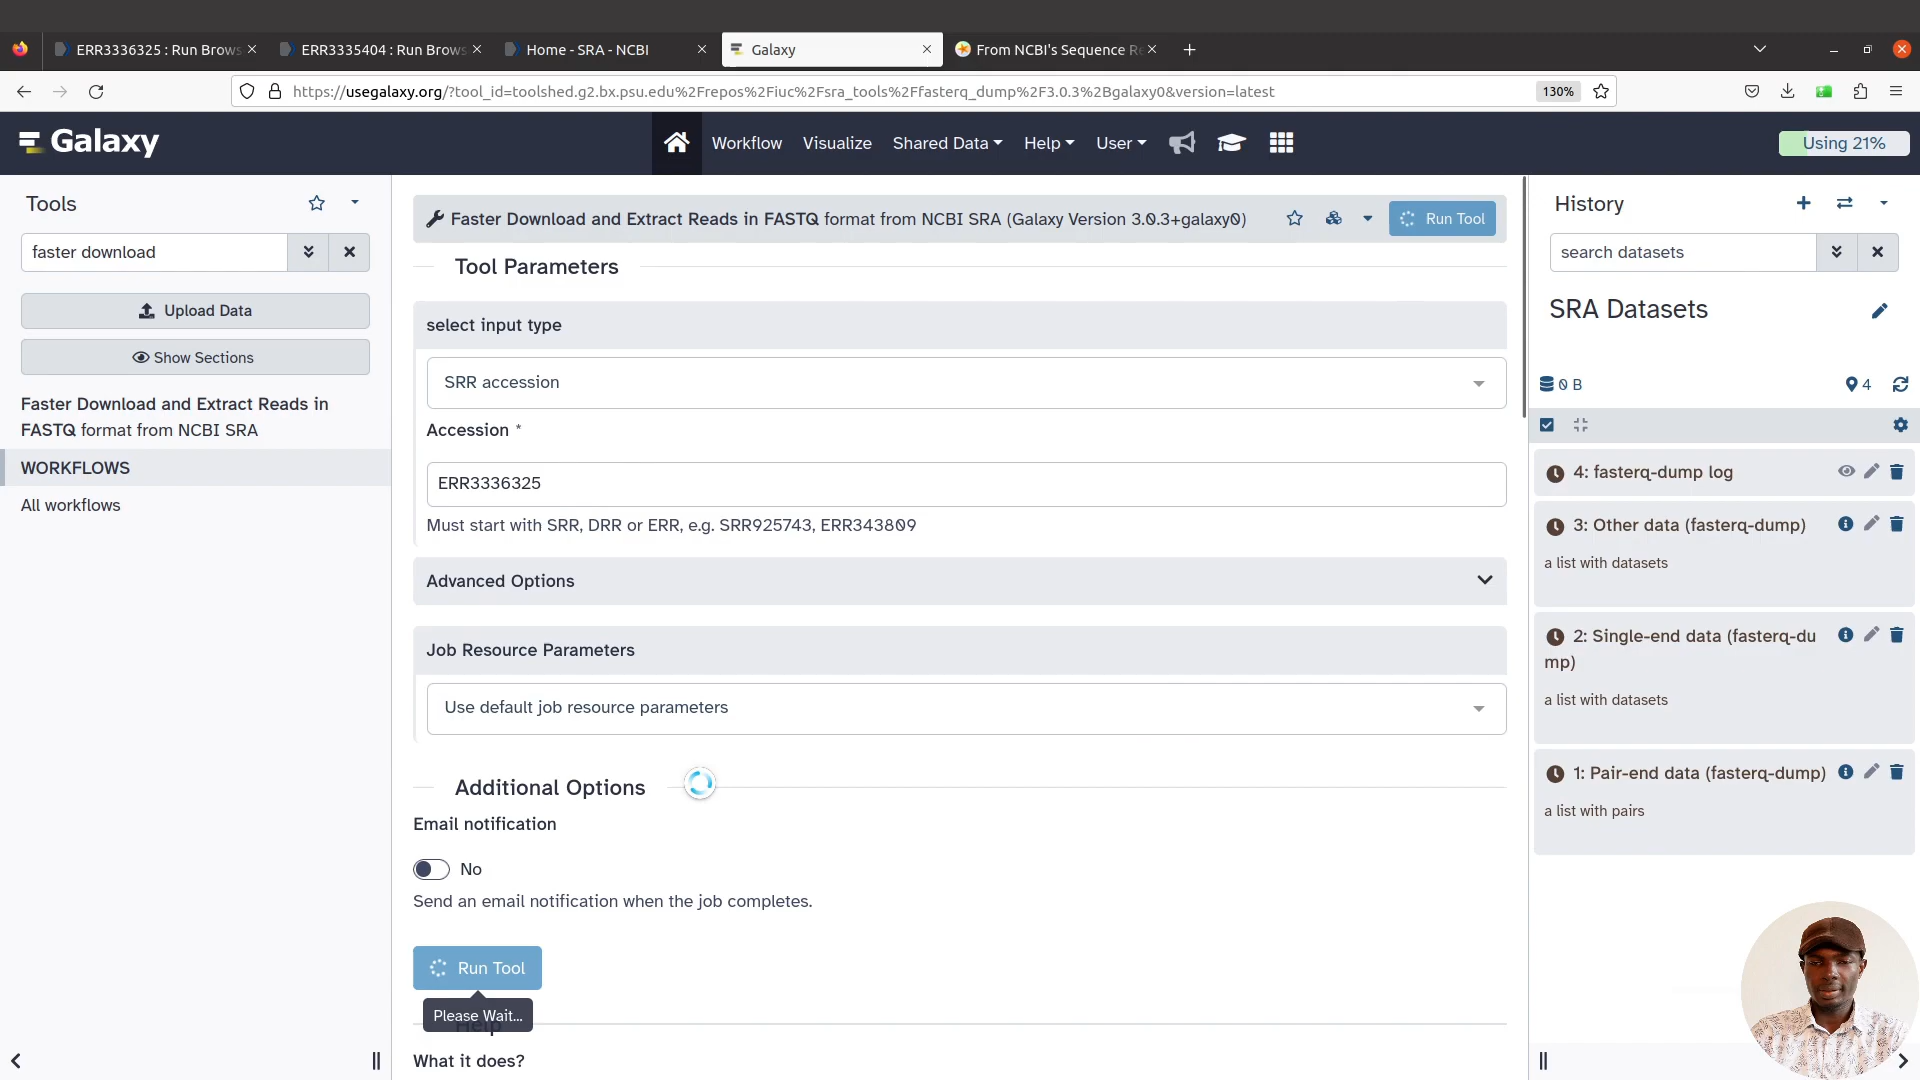 ERR3336325 : Run Brows
ERR3335404 : Run Brows
Home - SRA - NCBI
Galaxy
From NCBI's Sequence Re
https://usegalaxy.org/?tool_id=toolshed.g2.bx.psu.edu%2Frepos%2Fiuc%2Fsra_tools%2Ffasterq_dump%2F3.0.3%2Bgalaxy0&version=latest
130%
Galaxy
Workflow
Visualize
Shared Data
Help
User
Using 21%
Tools
faster download
Upload Data
Show Sections
Faster Download and Extract Reads in
FASTQ format from NCBI SRA
WORKFLOWS
All workflows
Faster Download and Extract Reads in FASTQ format from NCBI SRA (Galaxy Version 3.0.3+galaxy0)
Run Tool
Tool Parameters
select input type
SRR accession
Accession *
ERR3336325
Must start with SRR, DRR or ERR, e.g. SRR925743, ERR343809
Advanced Options
Job Resource Parameters
Use default job resource parameters
Additional Options
Email notification
No
Send an email notification when the job completes.
Run Tool
Please Wait...
Help
What it does?
History
search datasets
SRA Datasets
0 B
4
4: fasterq-dump log
3: Other data (fasterq-dump)
a list with datasets
2: Single-end data (fasterq-du
mp)
a list with datasets
1: Pair-end data (fasterq-dump)
a list with pairs